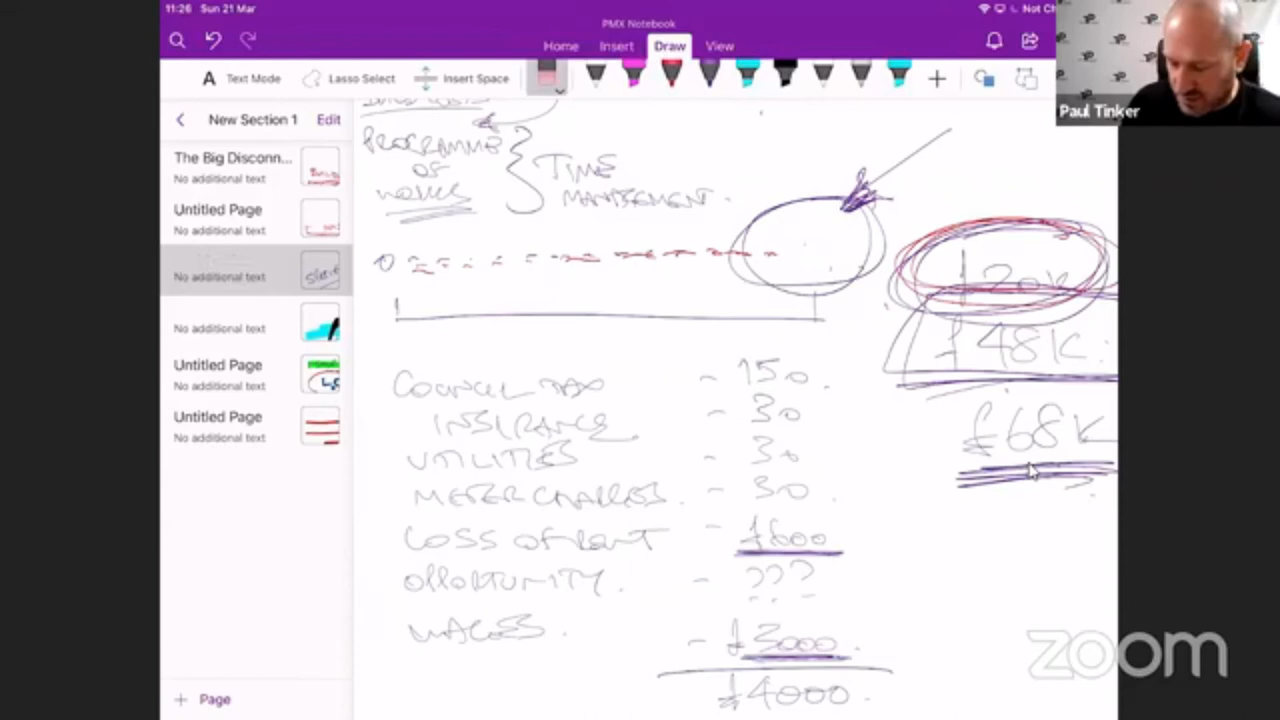 11:26 Sun 21 Mar
PMX Notebook
Home Insert Draw View
A Text Mode Lasso Select Insert Space
Paul Tinker
New Section 1 Edit
The Big Disconn...
No additional text
Untitled Page
No additional text
No additional text
No additional text
Untitled Page
No additional text
Untitled Page
No additional text
+ Page
PROGRAMME
OF
WORKS
TIME
MANAGEMENT.
£20K
£48K.
£68K
COUNCIL TAX - 150.
INSURANCE - 30
UTILITIES - 30
METER CHARGES. - 30.
LOSS OF RENT - £600
OPPORTUNITY. - ???
WAGES. - £3000.
£4000.
zoom